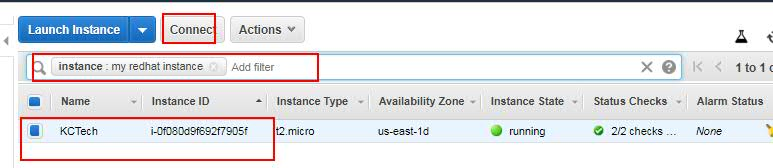 Launch Instance Connect Actions
instance : my redhat instance Add filter 1 to 1 o
Name Instance ID Instance Type Availability Zone Instance State Status Checks Alarm Status
KCTech i-0f080d9f692f7905f t2.micro us-east-1d running 2/2 checks ... None